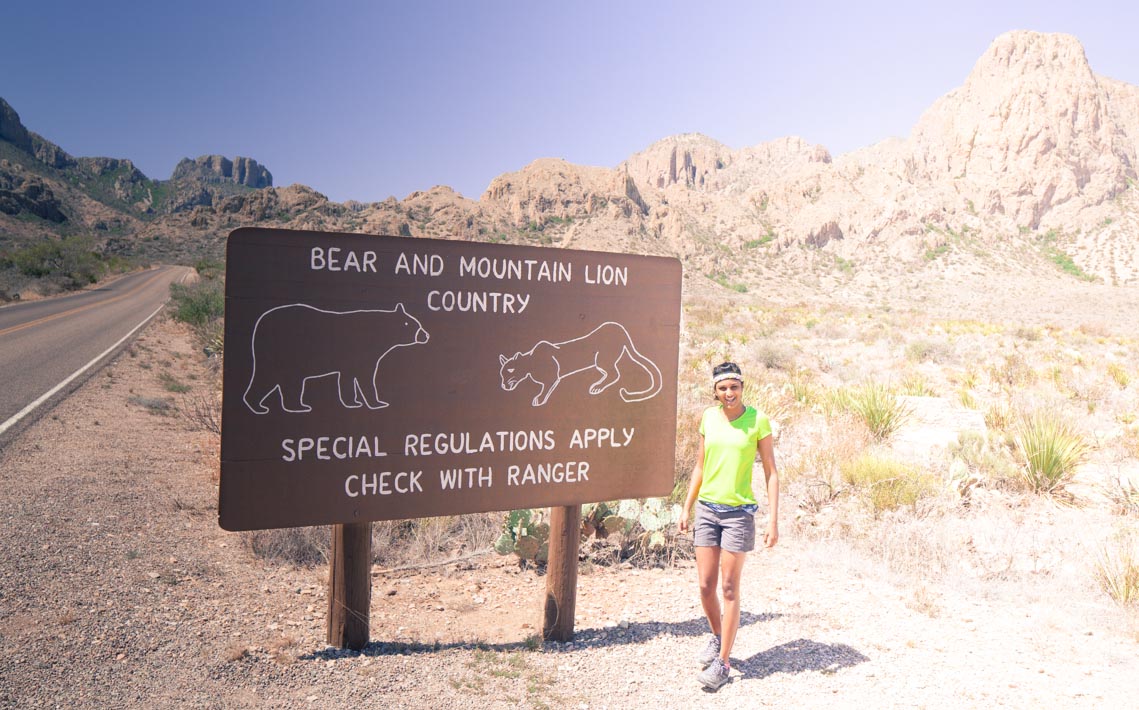 BEAR AND MOUNTAIN LION
COUNTRY
SPECIAL REGULATIONS APPLY
CHECK WITH RANGER